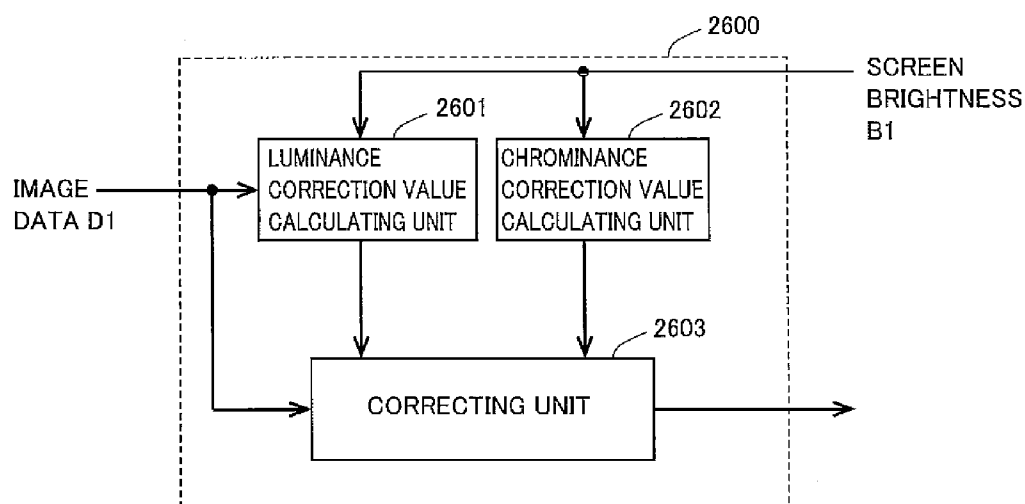 2600
SCREEN
BRIGHTNESS
B1
2601
2602
LUMINANCE
CORRECTION VALUE
CALCULATING UNIT
CHROMINANCE
CORRECTION VALUE
CALCULATING UNIT
IMAGE
DATA D1
2603
CORRECTING UNIT